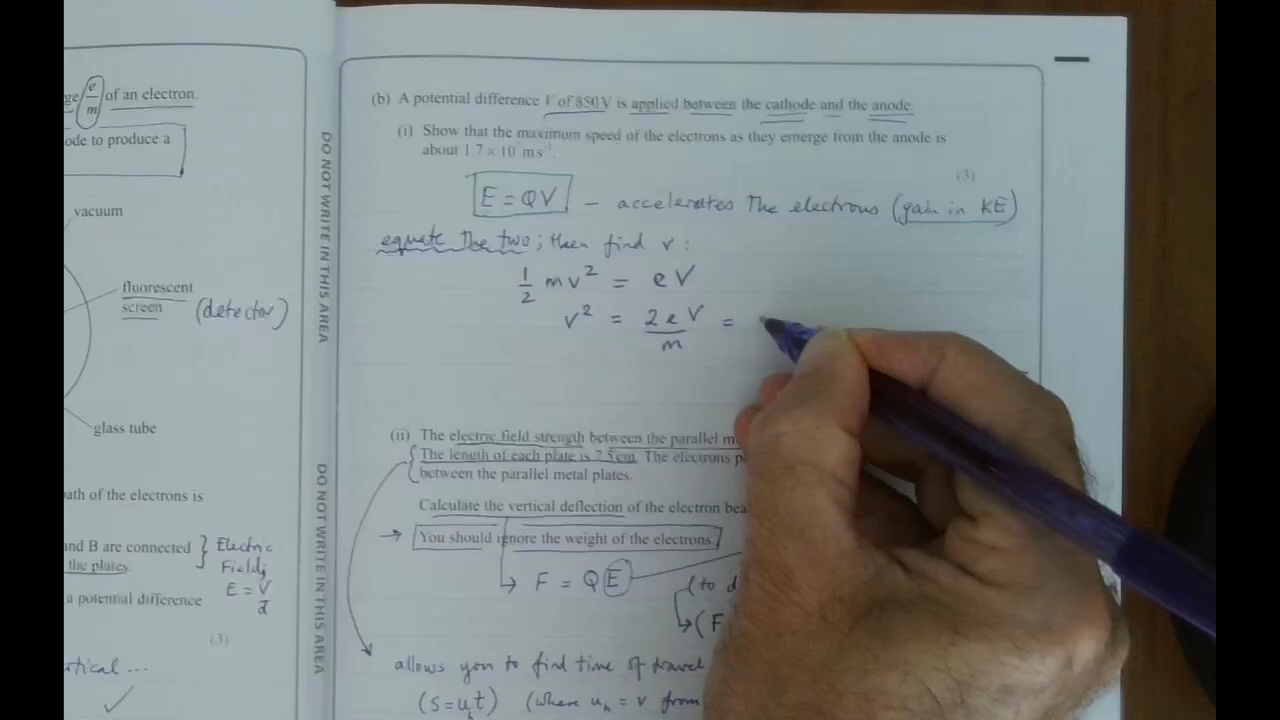 ge e/m of an electron.
ode to produce a
vacuum
fluorescent
screen (detector)
glass tube
ath of the electrons is
and B are connected } Electric
the plates. Fields
E = V/d
a potential difference
(3)
rtical...
✓
DO NOT WRITE IN THIS AREA
DO NOT WRITE IN THIS AREA
(b) A potential difference V of 850 V is applied between the cathode and the anode.
(i) Show that the maximum speed of the electrons as they emerge from the anode is
about 1.7 × 10 ms⁻¹.
(3)
E = QV – accelerates The electrons (gain in KE)
equate The two; then find v:
1/2 mv² = eV
v² = 2eV/m =
(ii) The electric field strength between the parallel m
The length of each plate is 7.5 cm. The electrons p
between the parallel metal plates.
Calculate the vertical deflection of the electron bea
→ You should ignore the weight of the electrons.
↳ F = QE (to d
↳ (F
allows you to find time of travel
(s=uₕt) (where uₕ = v from